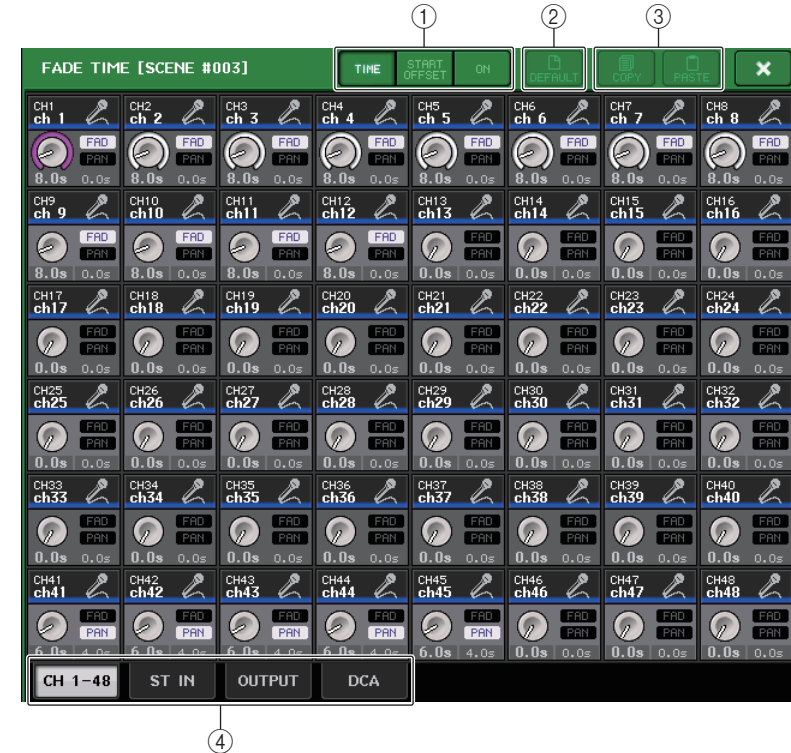 ① ② ③
FADE TIME [SCENE #003] TIME START OFFSET ON DEFAULT COPY PASTE ×
CH1 CH2 CH3 CH4 CH5 CH6 CH7 CH8
ch 1 ch 2 ch 3 ch 4 ch 5 ch 6 ch 7 ch 8
FAD FAD FAD FAD FAD FAD FAD FAD
PAN PAN PAN PAN PAN PAN PAN PAN
8.0s 0.0s 8.0s 0.0s 8.0s 0.0s 8.0s 0.0s 8.0s 0.0s 8.0s 0.0s 8.0s 0.0s 8.0s 0.0s
CH9 CH10 CH11 CH12 CH13 CH14 CH15 CH16
ch 9 ch10 ch11 ch12 ch13 ch14 ch15 ch16
FAD FAD FAD FAD FAD FAD FAD FAD
PAN PAN PAN PAN PAN PAN PAN PAN
8.0s 0.0s 8.0s 0.0s 8.0s 0.0s 8.0s 0.0s 0.0s 0.0s 0.0s 0.0s 0.0s 0.0s 0.0s 0.0s
CH17 CH18 CH19 CH20 CH21 CH22 CH23 CH24
ch17 ch18 ch19 ch20 ch21 ch22 ch23 ch24
FAD FAD FAD FAD FAD FAD FAD FAD
PAN PAN PAN PAN PAN PAN PAN PAN
0.0s 0.0s 0.0s 0.0s 0.0s 0.0s 0.0s 0.0s 0.0s 0.0s 0.0s 0.0s 0.0s 0.0s 0.0s 0.0s
CH25 CH26 CH27 CH28 CH29 CH30 CH31 CH32
ch25 ch26 ch27 ch28 ch29 ch30 ch31 ch32
FAD FAD FAD FAD FAD FAD FAD FAD
PAN PAN PAN PAN PAN PAN PAN PAN
0.0s 0.0s 0.0s 0.0s 0.0s 0.0s 0.0s 0.0s 0.0s 0.0s 0.0s 0.0s 0.0s 0.0s 0.0s 0.0s
CH33 CH34 CH35 CH36 CH37 CH38 CH39 CH40
ch33 ch34 ch35 ch36 ch37 ch38 ch39 ch40
FAD FAD FAD FAD FAD FAD FAD FAD
PAN PAN PAN PAN PAN PAN PAN PAN
0.0s 0.0s 0.0s 0.0s 0.0s 0.0s 0.0s 0.0s 0.0s 0.0s 0.0s 0.0s 0.0s 0.0s 0.0s 0.0s
CH41 CH42 CH43 CH44 CH45 CH46 CH47 CH48
ch41 ch42 ch43 ch44 ch45 ch46 ch47 ch48
FAD FAD FAD FAD FAD FAD FAD FAD
PAN PAN PAN PAN PAN PAN PAN PAN
6.0s 4.0s 6.0s 4.0s 6.0s 4.0s 6.0s 4.0s 6.0s 4.0s 0.0s 0.0s 0.0s 0.0s 0.0s 0.0s
CH 1-48 ST IN OUTPUT DCA
④